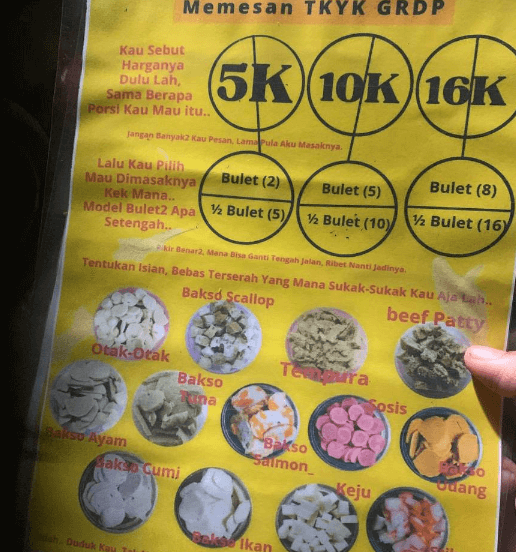 Memesan TKYK GRDP
Kau Sebut
Harganya
Dulu Lah,
Sama Berapa
Porsi Kau Mau itu..
5K
10K
16K
Jangan Banyak2 Kau Pesan, Lama Pula Aku Masaknya.
Lalu Kau Pilih
Mau Dimasaknya
Kek Mana..
Model Bulet2 Apa
Setengah..
Bulet (2)
½ Bulet (5)
Bulet (5)
½ Bulet (10)
Bulet (8)
½ Bulet (16)
Pikir Benar2, Mana Bisa Ganti Tengah Jalan, Ribet Nanti Jadinya.
Tentukan Isian, Bebas Terserah Yang Mana Sukak-Sukak Kau Aja Lah..
Otak-Otak
Bakso Scallop
Tempura
beef Patty
Bakso Ayam
Bakso
Tuna
Bakso
Salmon_
Sosis
Bakso
Udang
Bakso Cumi
Bakso Ikan
Keju
Duduk Kau,